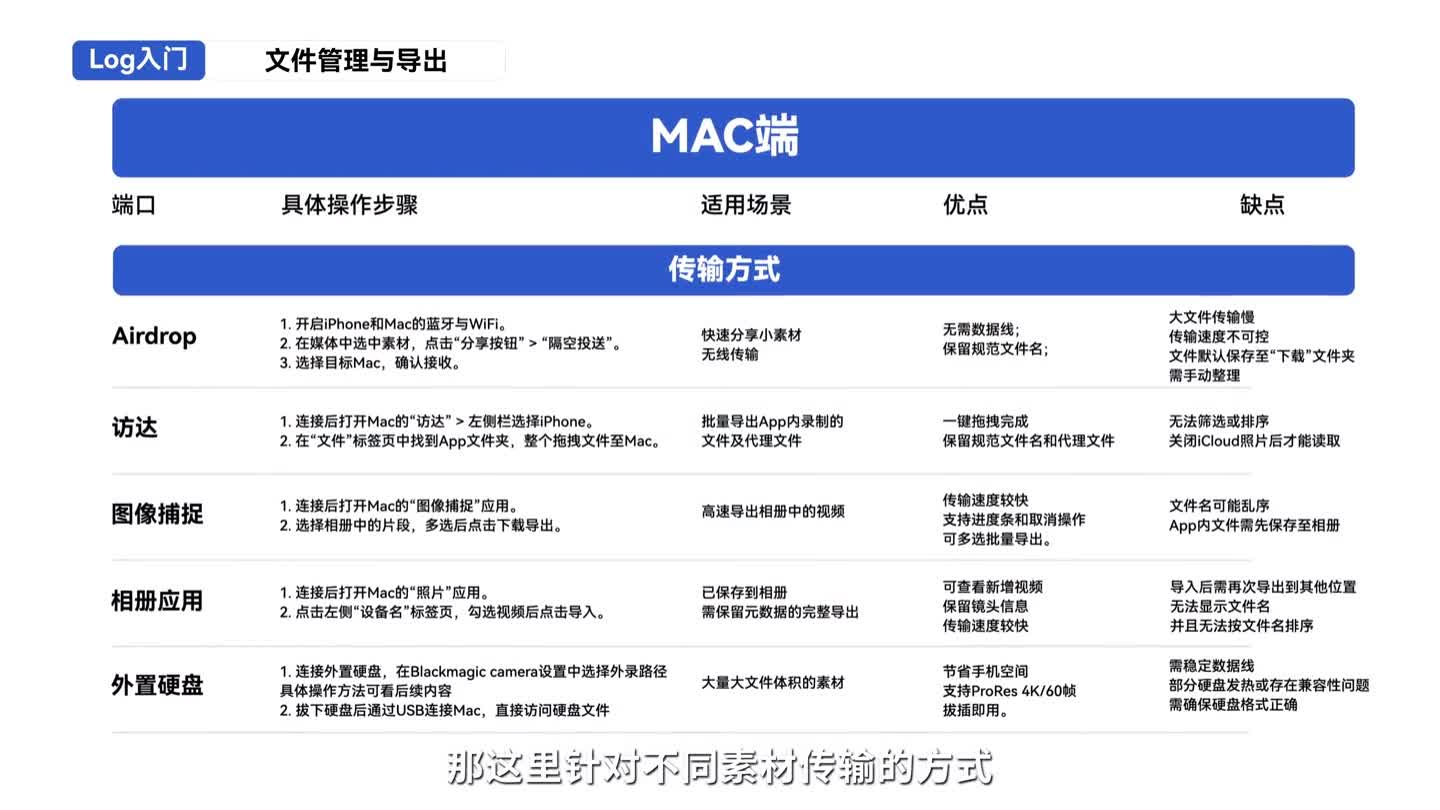 Log入门
文件管理与导出
MAC端
端口 具体操作步骤 适用场景 优点 缺点
传输方式
Airdrop
1. 开启iPhone和Mac的蓝牙与WiFi。
2. 在媒体中选中素材，点击“分享按钮” > “隔空投送”。
3. 选择目标Mac，确认接收。
快速分享小素材
无线传输
无需数据线；
保留规范文件名；
大文件传输慢
传输速度不可控
文件默认保存至“下载”文件夹
需手动整理
访达
1. 连接后打开Mac的“访达” > 左侧栏选择iPhone。
2. 在“文件”标签页中找到App文件夹，整个拖拽文件至Mac。
批量导出App内录制的
文件及代理文件
一键拖拽完成
保留规范文件名和代理文件
无法筛选或排序
关闭iCloud照片后才能读取
图像捕捉
1. 连接后打开Mac的“图像捕捉”应用。
2. 选择相册中的片段，多选后点击下载导出。
高速导出相册中的视频
传输速度较快
支持进度条和取消操作
可多选批量导出。
文件名可能乱序
App内文件需先保存至相册
相册应用
1. 连接后打开Mac的“照片”应用。
2. 点击左侧“设备名”标签页，勾选视频后点击导入。
已保存到相册
需保留元数据的完整导出
可查看新增视频
保留镜头信息
传输速度较快
导入后需再次导出到其他位置
无法显示文件名
并且无法按文件名排序
外置硬盘
1. 连接外置硬盘，在Blackmagic camera设置中选择外录路径
具体操作方法可看后续内容
2. 拔下硬盘后通过USB连接Mac，直接访问硬盘文件
大量大文件体积的素材
节省手机空间
支持ProRes 4K/60帧
拔插即用。
需稳定数据线
部分硬盘发热或存在兼容性问题
需确保硬盘格式正确
那这里针对不同素材传输的方式